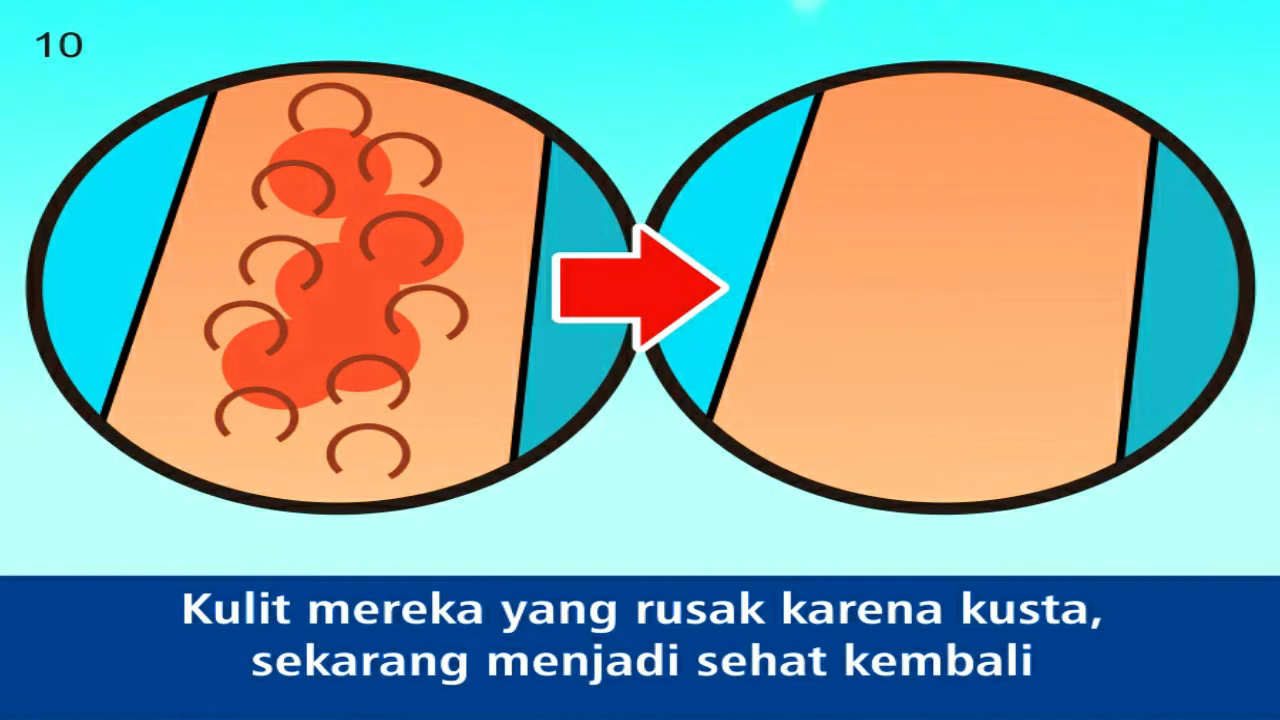 10
Kulit mereka yang rusak karena kusta,
sekarang menjadi sehat kembali